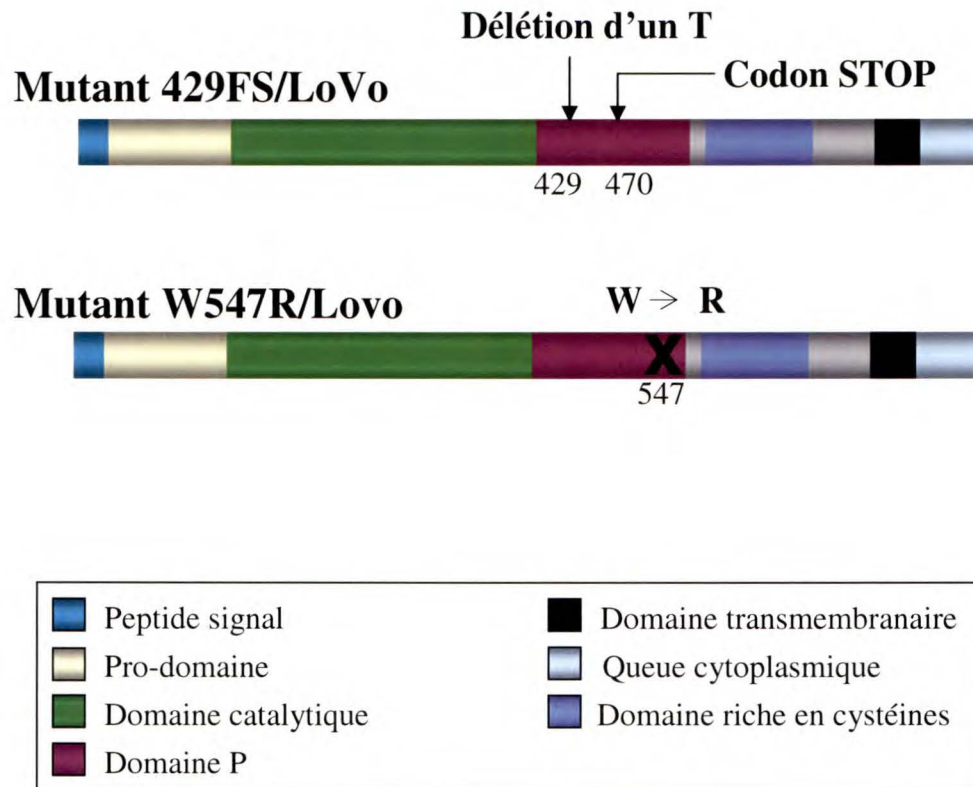 Délétion d'un T
Codon STOP
Mutant 429FS/LoVo
429 470
Mutant W547R/Lovo
W → R
X
547
Peptide signal
Pro-domaine
Domaine catalytique
Domaine P
Domaine transmembranaire
Queue cytoplasmique
Domaine riche en cystéines